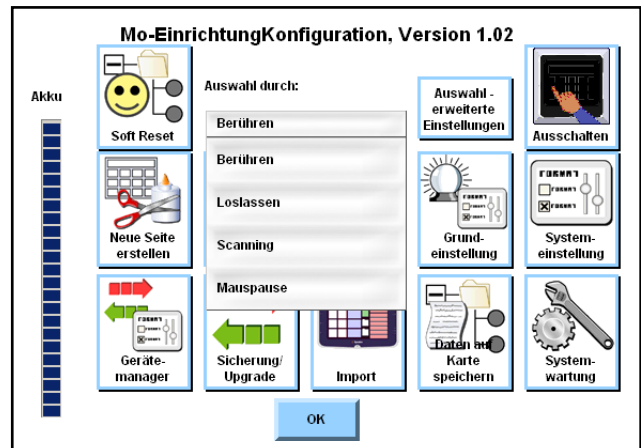 Mo-EinrichtungKonfiguration, Version 1.02
Akku
Soft Reset
Auswahl durch:
Berühren
Berühren
Loslassen
Scanning
Mauspause
Auswahl -
erweiterte
Einstellungen
Ausschalten
Neue Seite
erstellen
Grund-
einstellung
System-
einstellung
Geräte-
manager
Sicherung/
Upgrade
Import
Daten auf
Karte
speichern
System-
wartung
OK